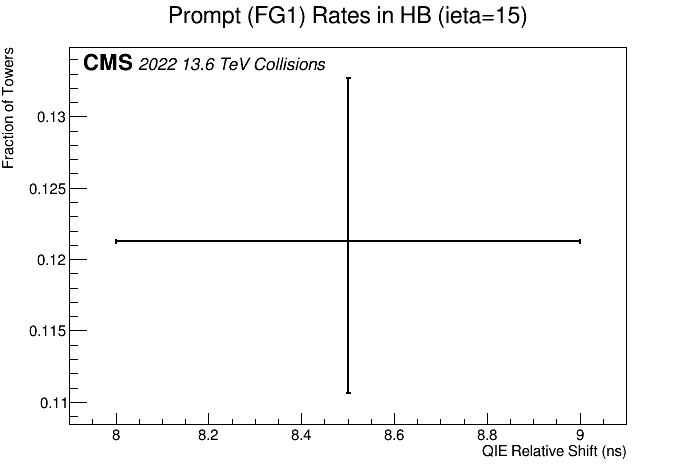 Prompt (FG1) Rates in HB (ieta=15)
CMS 2022 13.6 TeV Collisions
Fraction of Towers
0.13
0.125
0.12
0.115
0.11
8 8.2 8.4 8.6 8.8 9
QIE Relative Shift (ns)